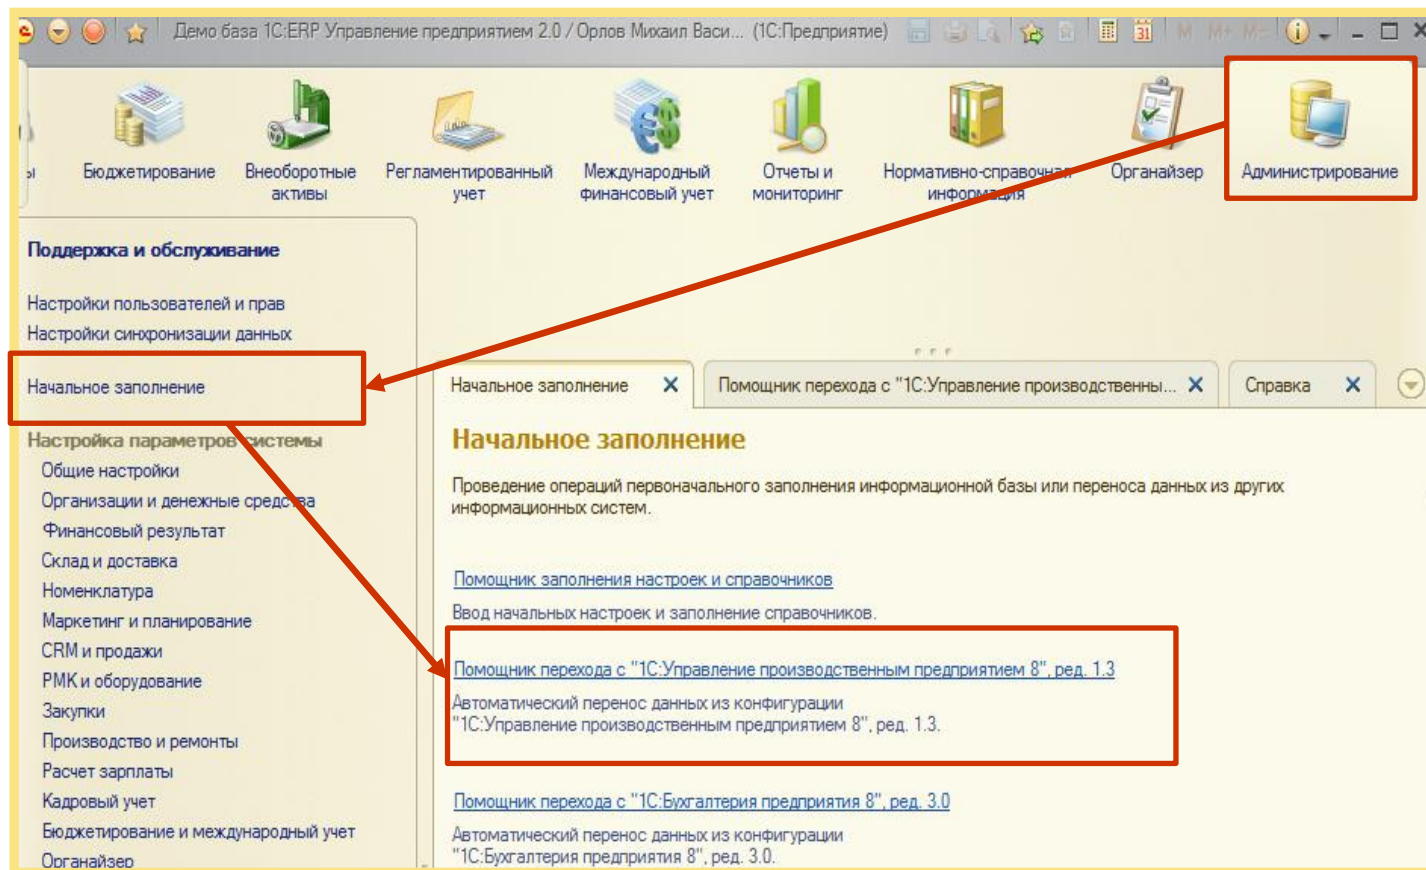 Демо база 1С:ERP Управление предприятием 2.0 / Орлов Михаил Васи... (1С:Предприятие)
31 M M+ M-
ы
Бюджетирование
Внеоборотные
активы
Регламентированный
учет
Международный
финансовый учет
Отчеты и
мониторинг
Нормативно-справочная
информация
Органайзер
Администрирование
Поддержка и обслуживание
Настройки пользователей и прав
Настройки синхронизации данных
Начальное заполнение
Настройка параметров системы
Общие настройки
Организации и денежные средства
Финансовый результат
Склад и доставка
Номенклатура
Маркетинг и планирование
CRM и продажи
РМК и оборудование
Закупки
Производство и ремонты
Расчет зарплаты
Кадровый учет
Бюджетирование и международный учет
Органайзер
Начальное заполнение
Помощник перехода с "1С:Управление производственны...
Справка
Начальное заполнение
Проведение операций первоначального заполнения информационной базы или переноса данных из других
информационных систем.
Помощник заполнения настроек и справочников
Ввод начальных настроек и заполнение справочников.
Помощник перехода с "1С:Управление производственным предприятием 8", ред. 1.3
Автоматический перенос данных из конфигурации
"1С:Управление производственным предприятием 8", ред. 1.3.
Помощник перехода с "1С:Бухгалтерия предприятия 8", ред. 3.0
Автоматический перенос данных из конфигурации
"1С:Бухгалтерия предприятия 8", ред. 3.0.